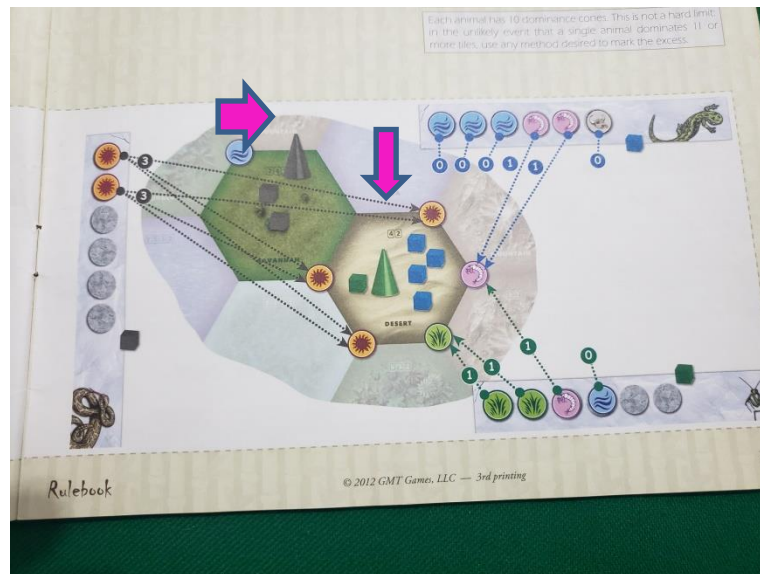 Each animal has 10 dominance cones. This is not a hard limit;
in the unlikely event that a single animal dominates 11 or
more tiles, use any method desired to mark the excess.
3
3
0
0
0
1
1
0
4 2
DESERT
1
1
1
0
Rulebook
© 2012 GMT Games, LLC — 3rd printing